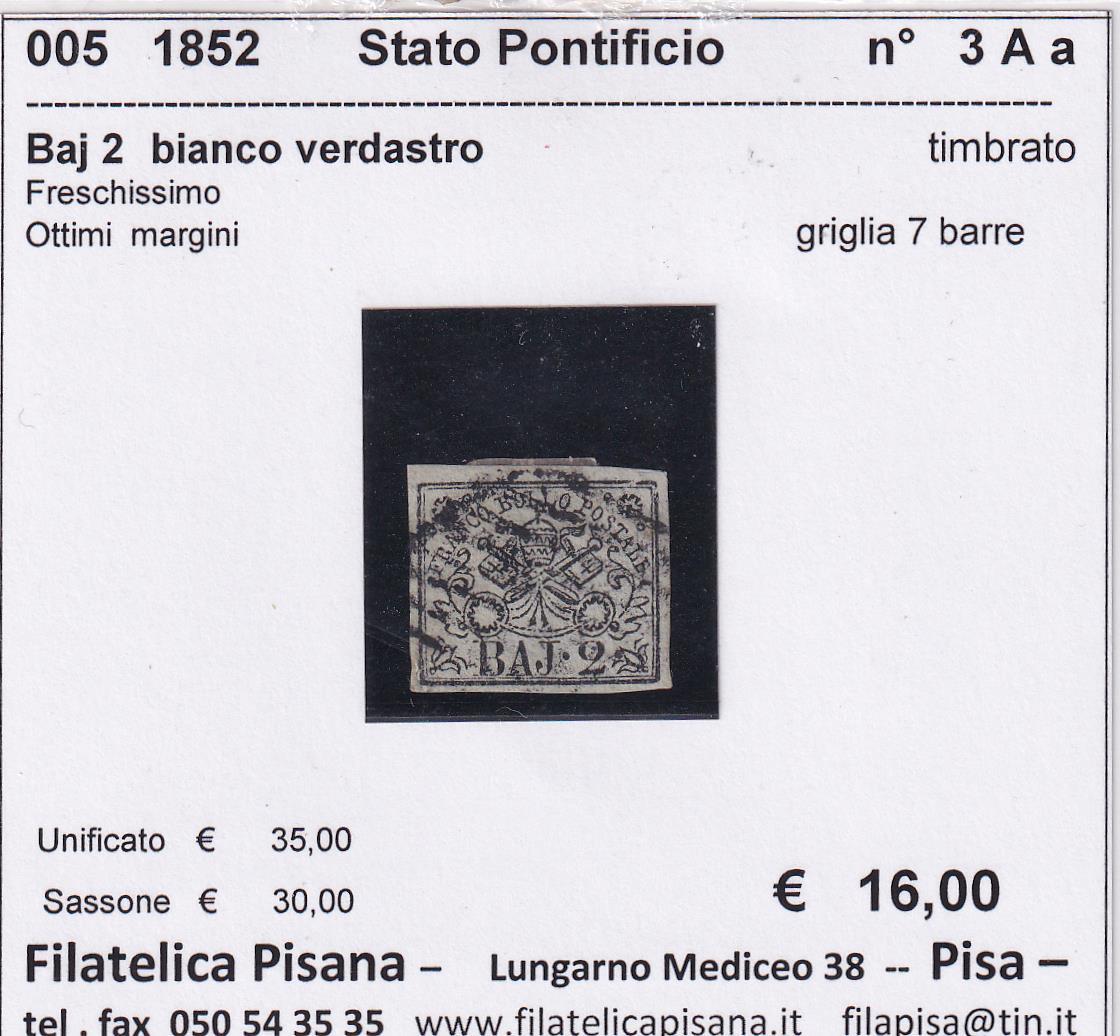 005 1852 Stato Pontificio n° 3 A a
--------------------------------------------------------------------------------
Baj 2 bianco verdastro timbrato
Freschissimo
Ottimi margini griglia 7 barre
FRANCO BOLLO POSTALE
BAJ·2
Unificato € 35,00
Sassone € 30,00
€ 16,00
Filatelica Pisana – Lungarno Mediceo 38 -- Pisa –
tel . fax 050 54 35 35 www.filatelicapisana.it filapisa@tin.it